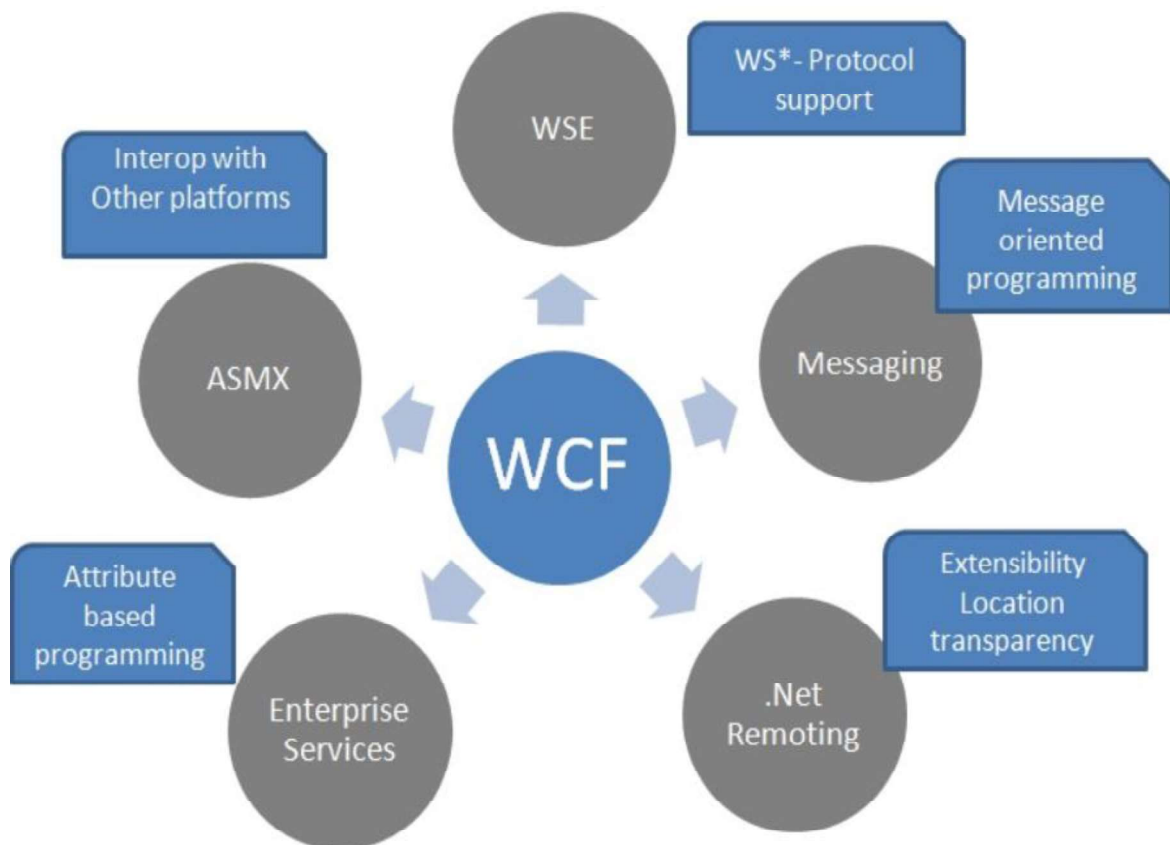 WSE
WS*- Protocol
support
Interop with
Other platforms
Message
oriented
programming
ASMX
Messaging
WCF
Attribute
based
programming
Extensibility
Location
transparency
Enterprise
Services
.Net
Remoting